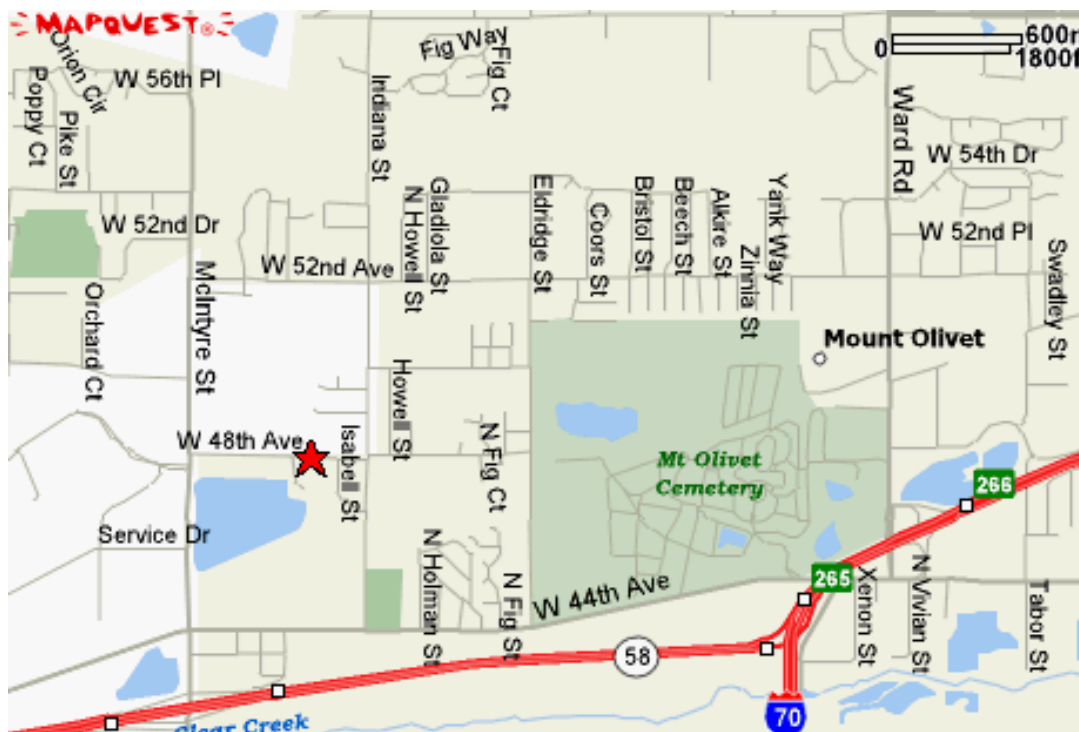 MAPQUEST®
0 600m
1800f
Fig Way
Fig Ct
Orion Cir
W 56th Pl
Poppy Ct
Pike St
Indiana St
Ward Rd
W 54th Dr
W 52nd Dr
N Howell St
Gladiola St
Eldridge St
Coors St
Bristol St
Beech St
Alkire St
Yank Way
Zinnia St
W 52nd Pl
Swadley St
W 52nd Ave
McIntyre St
Orchard Ct
Mount Olivet
Howell St
W 48th Ave
Isabell St
N Fig Ct
Mt Olivet
Cemetery
266
Service Dr
N Holman St
N Fig St
W 44th Ave
265
Xenon St
N Vivian St
Tabor St
58
70
Clear Creek